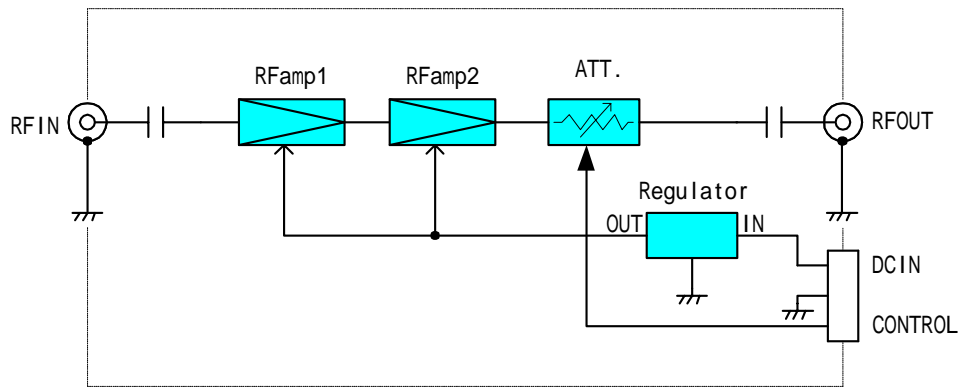 RFamp1
RFamp2
ATT.
RFIN
RFOUT
Regulator
OUT
IN
DCIN
CONTROL